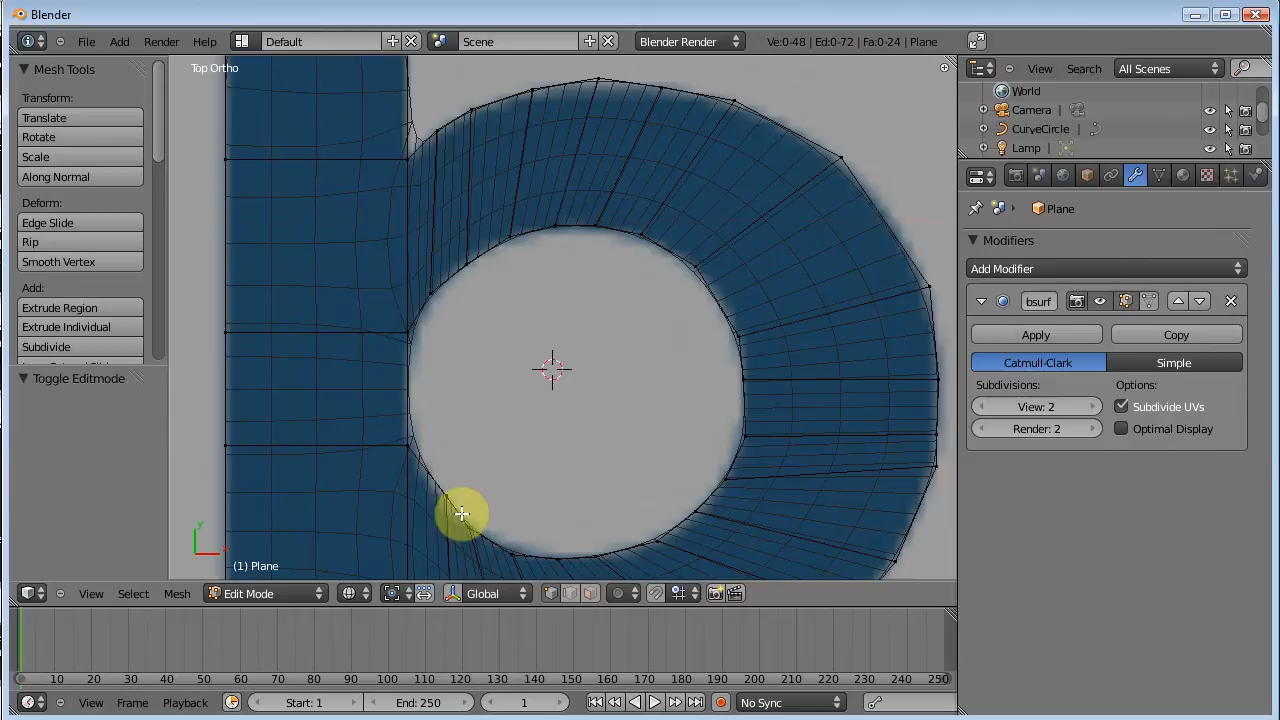 Blender
File Add Render Help Default Scene Blender Render Ve:0-48 | Ed:0-72 | Fa:0-24 | Plane
Mesh Tools
Transform:
Translate
Rotate
Scale
Along Normal
Deform:
Edge Slide
Rip
Smooth Vertex
Add:
Extrude Region
Extrude Individual
Subdivide
Toggle Editmode
Top Ortho
y
(1) Plane
View Search All Scenes
World
Camera
CurveCircle
Lamp
Plane
Modifiers
Add Modifier
bsurf
Apply Copy
Catmull-Clark Simple
Subdivisions: Options:
View: 2 Subdivide UVs
Render: 2 Optimal Display
View Select Mesh Edit Mode Global
10 20 30 40 50 60 70 80 90 100 110 120 130 140 150 160 170 180 190 200 210 220 230 240 250
View Frame Playback Start: 1 End: 250 1 No Sync